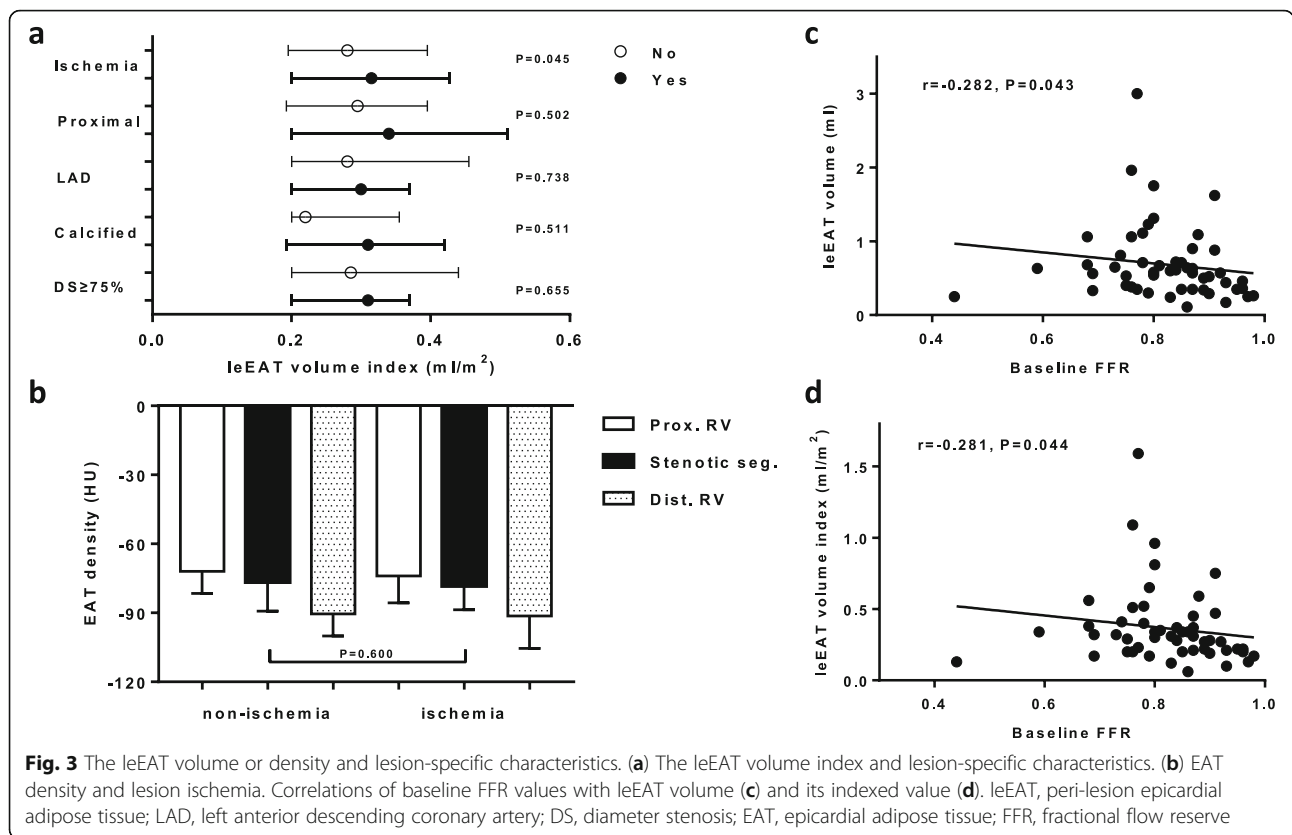 a
No
Yes
Ischemia
P=0.045
Proximal
P=0.502
LAD
P=0.738
Calcified
P=0.511
DS≥75%
P=0.655
0.0 0.2 0.4 0.6
leEAT volume index (ml/m²)
b
0
-30
-60
-90
-120
EAT density (HU)
Prox. RV
Stenotic seg.
Dist. RV
P=0.600
non-ischemia ischemia
c
r=-0.282, P=0.043
3
2
1
0
leEAT volume (ml)
0.4 0.6 0.8 1.0
Baseline FFR
d
r=-0.281, P=0.044
1.5
1.0
0.5
0.0
leEAT volume index (ml/m²)
0.4 0.6 0.8 1.0
Baseline FFR
Fig. 3 The leEAT volume or density and lesion-specific characteristics. (a) The leEAT volume index and lesion-specific characteristics. (b) EAT
density and lesion ischemia. Correlations of baseline FFR values with leEAT volume (c) and its indexed value (d). leEAT, peri-lesion epicardial
adipose tissue; LAD, left anterior descending coronary artery; DS, diameter stenosis; EAT, epicardial adipose tissue; FFR, fractional flow reserve